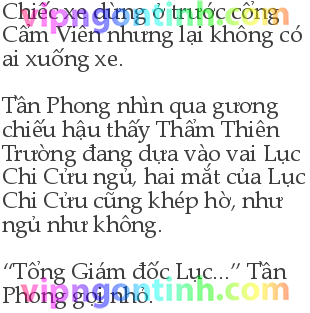 Chiếc xe dừng ở trước cổng
Cẩm Viên nhưng lại không có
ai xuống xe.
Tần Phong nhìn qua gương
chiếu hậu thấy Thẩm Thiên
Trường đang dựa vào vai Lục
Chi Cửu ngủ, hai mắt của Lục
Chi Cửu cũng khép hờ, như
ngủ như không.
“Tổng Giám đốc Lục...” Tần
Phong gọi nhỏ.
vipngontinh.com
vipngontinh.com